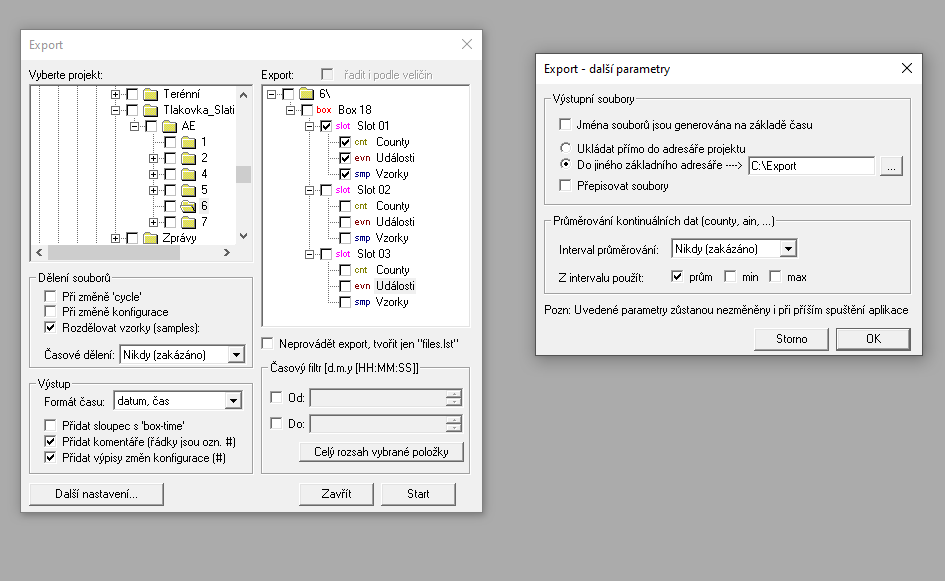 Export
Vyberte projekt:
Terénní
Tlakovka_Slati
AE
1
2
4
5
6
7
Zprávy
Dělení souborů
Při změně 'cycle'
Při změně konfigurace
Rozdělovat vzorky (samples):
Časové dělení: Nikdy (zakázáno)
Výstup
Formát času: datum, čas
Přidat sloupec s 'box-time'
Přidat komentáře (řádky jsou ozn. #)
Přidat výpisy změn konfigurace (#)
Další nastavení...
Export: řadit i podle veličin
6\
box Box 18
slot Slot 01
cnt County
evn Události
smp Vzorky
slot Slot 02
cnt County
evn Události
smp Vzorky
slot Slot 03
cnt County
evn Události
smp Vzorky
Neprovádět export, tvořit jen "files.lst"
Časový filtr [d.m.y [HH:MM:SS]]
Od:
Do:
Celý rozsah vybrané položky
Zavřít
Start
Export - další parametry
Výstupní soubory
Jména souborů jsou generována na základě času
Ukládat přímo do adresáře projektu
Do jiného základního adresáře ----> C:\Export ...
Přepisovat soubory
Průměrování kontinuálních dat (county, ain, ...)
Interval průměrování: Nikdy (zakázáno)
Z intervalu použít: prům min max
Pozn: Uvedené parametry zůstanou nezměněny i při příším spuštění aplikace
Storno
OK